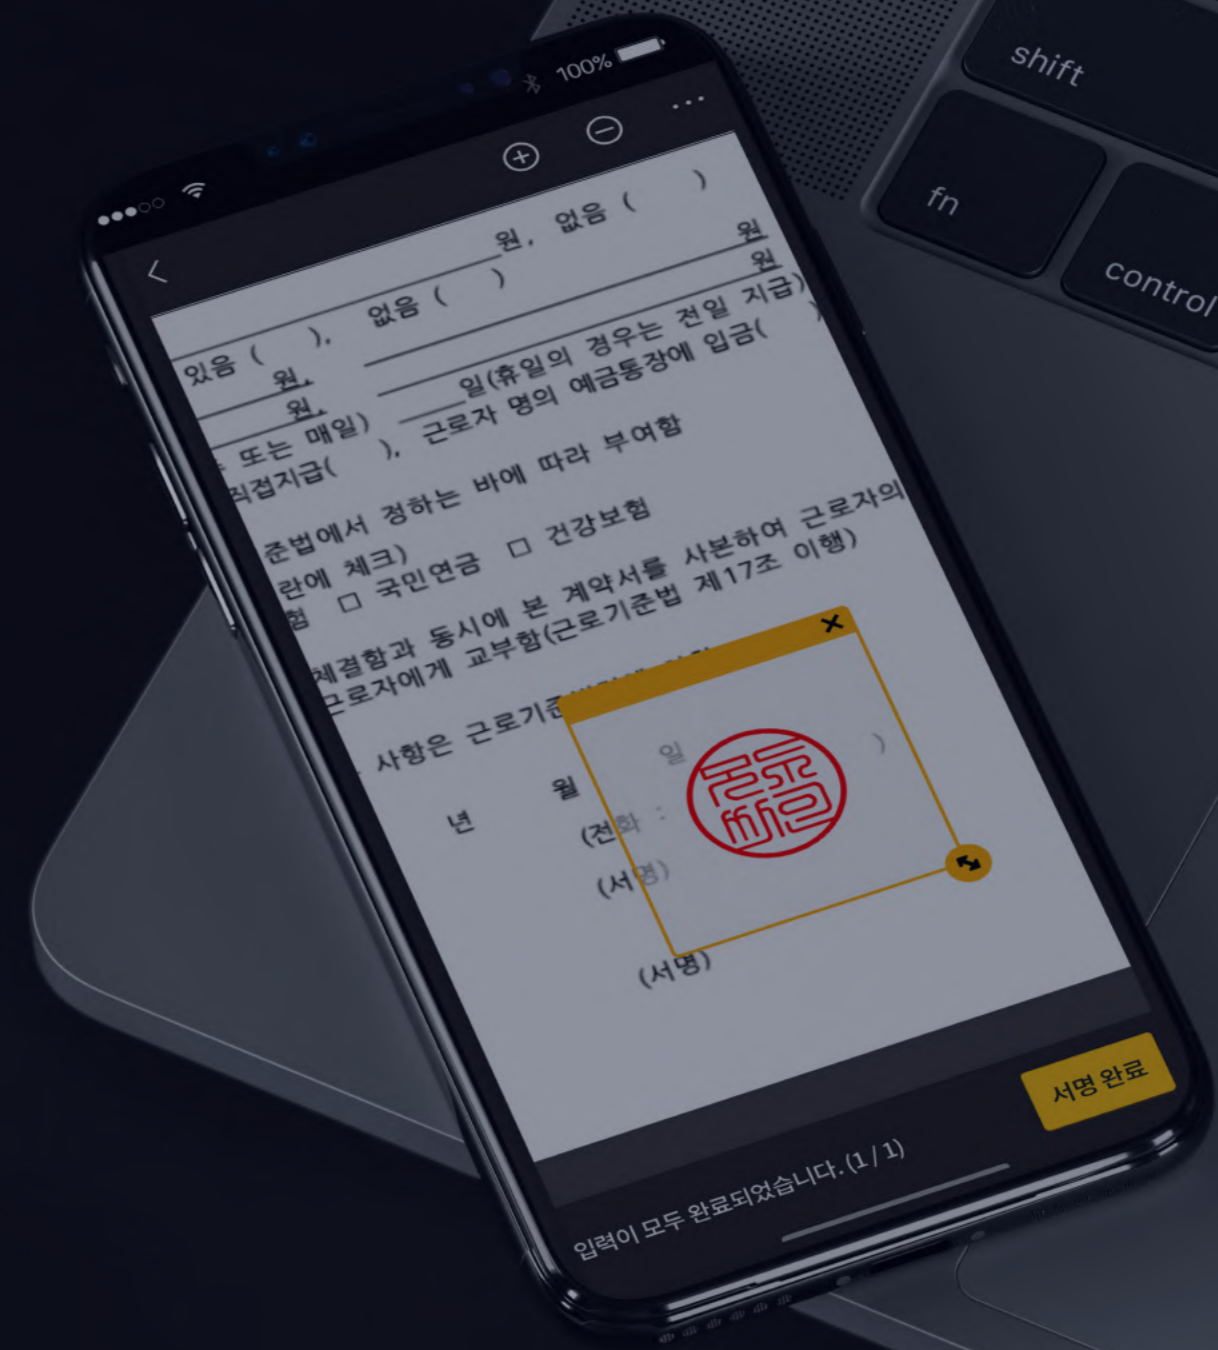 100%
원, 없음 ( )
있음 ( ), 없음 ( ) 원
원, 원
원, 일(휴일의 경우는 전일 지급)
또는 매일) 근로자 명의 예금통장에 입금( )
직접지급( ),
준법에서 정하는 바에 따라 부여함
란에 체크)
험 □ 국민연금 □ 건강보험
체결함과 동시에 본 계약서를 사본하여 근로자의
근로자에게 교부함(근로기준법 제17조 이행)
사항은 근로기준
년 월 일 )
(전화 :
(서명)
(서명)
서명 완료
입력이 모두 완료되었습니다. (1 / 1)
shift
fn
control